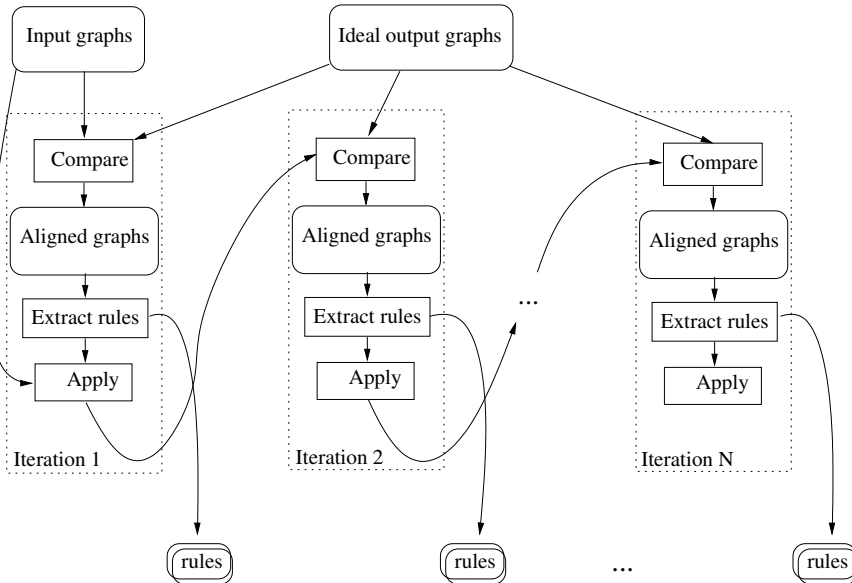 Input graphs
Ideal output graphs
Compare
Aligned graphs
Extract rules
Apply
Iteration 1
Compare
Aligned graphs
Extract rules
Apply
Iteration 2
...
Compare
Aligned graphs
Extract rules
Apply
Iteration N
rules
rules
...
rules